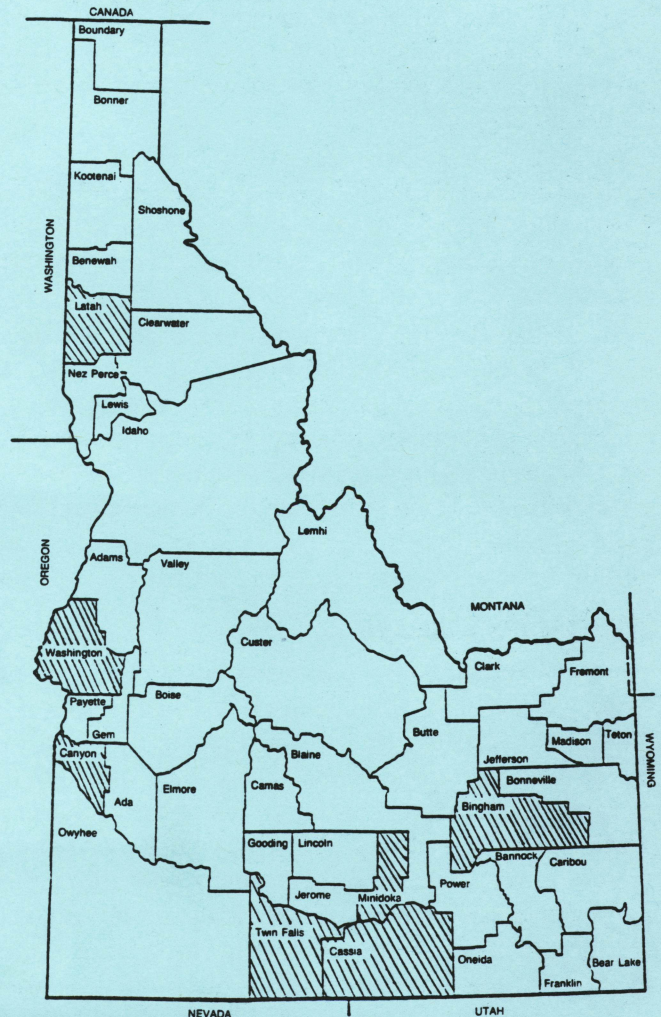 CANADA
Boundary
Bonner
Kootenai
Shoshone
WASHINGTON
Benewah
Latah
Clearwater
Nez Perce
Lewis
Idaho
Lemhi
OREGON
Adams
Valley
MONTANA
Washington
Custer
Clark
Fremont
Payette
Boise
Gem
Butte
Madison
Teton
WYOMING
Canyon
Blaine
Jefferson
Ada
Elmore
Camas
Bonneville
Bingham
Owyhee
Gooding
Lincoln
Bannock
Caribou
Jerome
Minidoka
Power
Twin Falls
Cassia
Oneida
Bear Lake
Franklin
NEVADA
UTAH